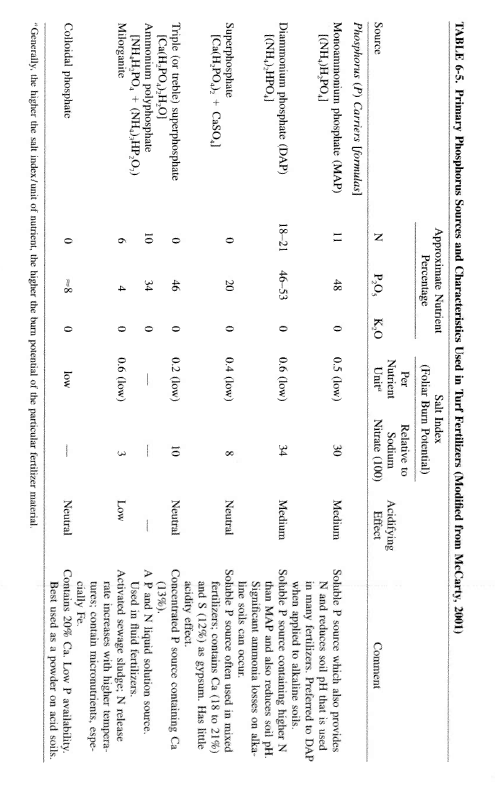 TABLE 6-5. Primary Phosphorus Sources and Characteristics Used in Turf Fertilizers (Modified from McCarty, 2001)
Approximate Nutrient Percentage
Salt Index (Foliar Burn Potential)
Source N P₂O₅ K₂O Per Nutrient Unitᵃ Relative to Sodium Nitrate (100) Acidifying Effect Comment
Phosphorus (P) Carriers [formulas]
Monoammonium phosphate (MAP) 11 48 0 0.5 (low) 30 Medium Soluble P source which also provides
[(NH₄)H₂PO₄] N and it reduces soil pH that is used
in many fertilizers. Preferred to DAP
when applied to alkaline soils.
Diammonium phosphate (DAP) 18–21 46–53 0 0.6 (low) 34 Medium Soluble P source containing higher N
[(NH₄)₂HPO₄] than MAP and also reduces soil pH.
Significant ammonia losses on alka-
line soils can occur.
Superphosphate 0 20 0 0.4 (low) 8 Neutral Soluble P source often used in mixed
[Ca(H₂PO₄)₂ + CaSO₄] fertilizers; contains Ca (18 to 21%)
and S (12%) as gypsum. Has little
acidity effect.
Triple (or treble) superphosphate 0 46 0 0.2 (low) 10 Neutral Concentrated P source containing Ca
[Ca(H₂PO₄)₂H₂O] (13%).
Ammonium polyphosphate 10 34 0 — — — A P and N liquid solution source.
[NH₄H₂PO₄ + (NH₄)₃HP₂O₇] Used in fluid fertilizers.
Milorganite 6 4 0 0.6 (low) 3 Low Activated sewage sludge; N release
rate increases with higher tempera-
tures; contain micronutrients, espe-
cially Fe.
Colloidal phosphate 0 ≈8 0 low — Neutral Contains 20% Ca. Low P availability.
Best used as a powder on acid soils.
ᵃGenerally, the higher the salt index/unit of nutrient, the higher the burn potential of the particular fertilizer material.